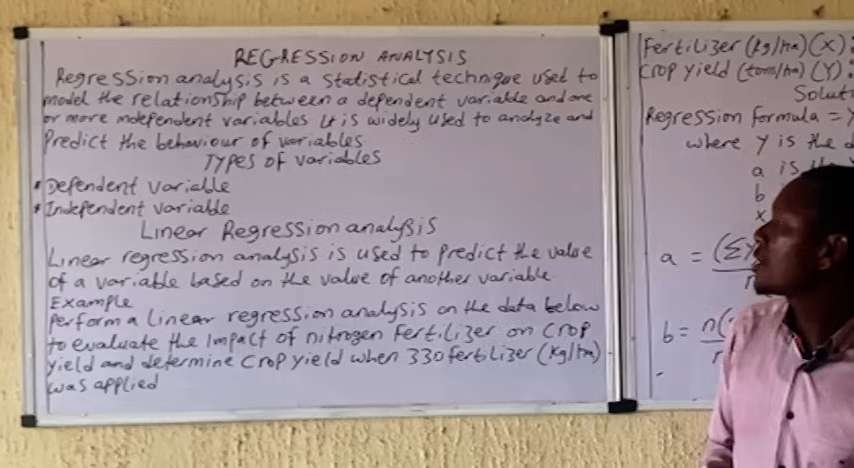 REGRESSION ANALYSIS
Regression analysis is a statistical technique used to
model the relationship between a dependent variable and one
or more independent variables It is widely used to analyze and
Predict the behaviour of variables
Types of variables
• Dependent variable
• Independent variable
Linear Regression analysis
Linear regression analysis is used to predict the value
of a variable based on the value of another variable
Example
Perform a linear regression analysis on the data below
to evaluate the impact of nitrogen fertilizer on crop
yield and determine crop yield when 330 fertilizer (kg/ha)
was applied
Fertilizer (kg/ha) (X):
Crop yield (tom/ha) (Y):
Regression formula = Y
where Y is the
a is the
b
x
a = (ΣY
b = n(